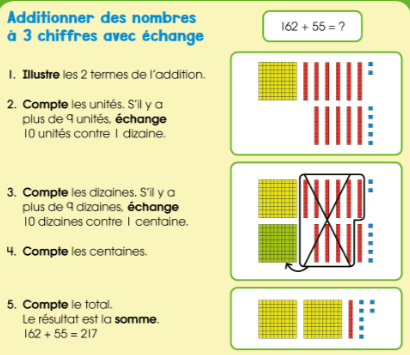 Additionner des nombres
à 3 chiffres avec échange
162 + 55 = ?
1. Illustre les 2 termes de l'addition.
2. Compte les unités. S'il y a
plus de 9 unités, échange
10 unités contre 1 dizaine.
3. Compte les dizaines. S'il y a
plus de 9 dizaines, échange
10 dizaines contre 1 centaine.
4. Compte les centaines.
5. Compte le total.
Le résultat est la somme.
162 + 55 = 217